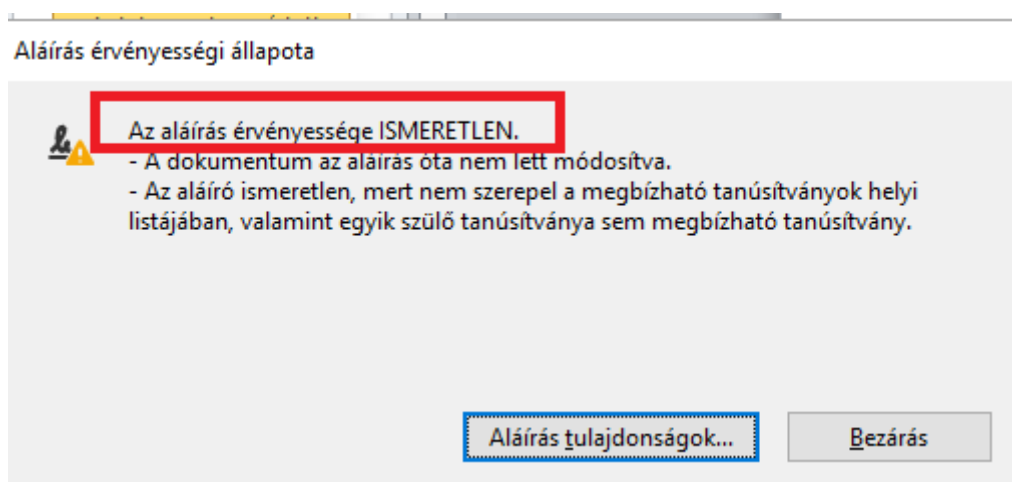 Aláírás érvényességi állapota
Az aláírás érvényessége ISMERETLEN.
- A dokumentum az aláírás óta nem lett módosítva.
- Az aláíró ismeretlen, mert nem szerepel a megbízható tanúsítványok helyi
listájában, valamint egyik szülő tanúsítványa sem megbízható tanúsítvány.
Aláírás tulajdonságok... Bezárás